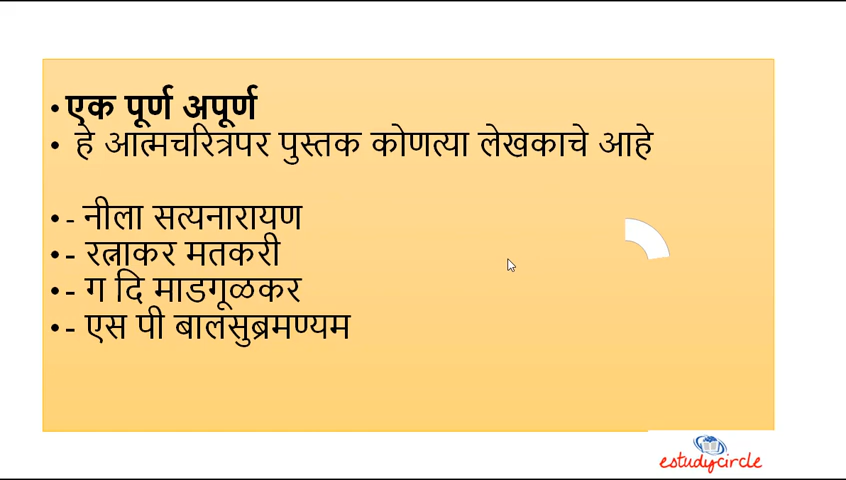 • एक पूर्ण अपूर्ण
• हे आत्मचरित्रपर पुस्तक कोणत्या लेखकाचे आहे
• - नीला सत्यनारायण
• - रत्नाकर मतकरी
• - ग दि माडगूळकर
• - एस पी बालसुब्रमण्यम
estudycircle